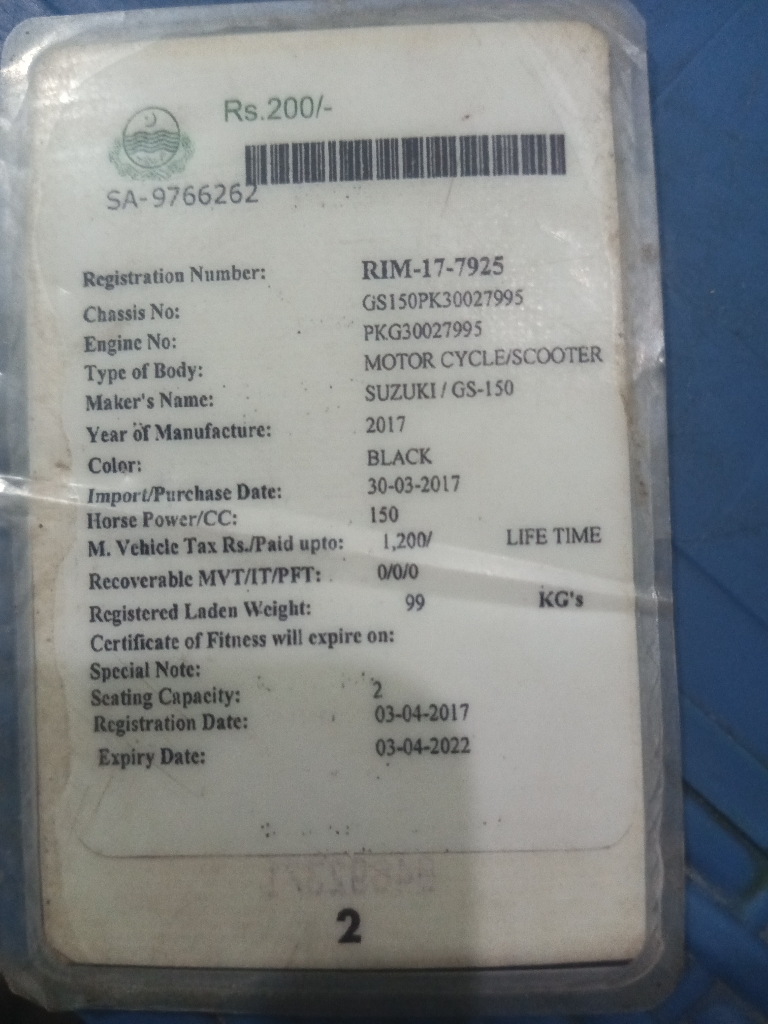 Rs.200/-
SA-9766262
Registration Number: RIM-17-7925
Chassis No: GS150PK30027995
Engine No: PKG30027995
Type of Body: MOTOR CYCLE/SCOOTER
Maker's Name: SUZUKI / GS-150
Year of Manufacture: 2017
Color: BLACK
Import/Purchase Date: 30-03-2017
Horse Power/CC: 150
M. Vehicle Tax Rs./Paid upto: 1,200/ LIFE TIME
Recoverable MVT/IT/PFT: 0/0/0
Registered Laden Weight: 99 KG's
Certificate of Fitness will expire on:
Special Note:
Seating Capacity: 2
Registration Date: 03-04-2017
Expiry Date: 03-04-2022
2